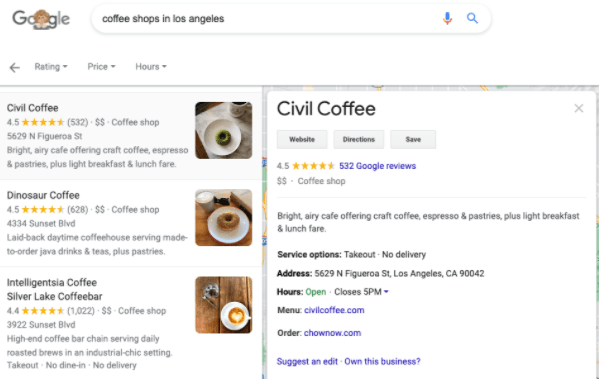 Google
coffee shops in los angeles
Rating
Price
Hours
Civil Coffee
4.5 (532) · $$ · Coffee shop
5629 N Figueroa St
Bright, airy cafe offering craft coffee, espresso
& pastries, plus light breakfast & lunch fare.
Dinosaur Coffee
4.5 (628) · $$ · Coffee shop
4334 Sunset Blvd
Laid-back daytime coffeehouse serving made-
to-order java drinks & teas, plus pastries.
Intelligentsia Coffee
Silver Lake Coffeebar
4.4 (1,022) · $$ · Coffee shop
3922 Sunset Blvd
High-end coffee bar chain serving daily
roasted brews in an industrial-chic setting.
Takeout · No dine-in · No delivery
Civil Coffee
Website
Directions
Save
4.5 532 Google reviews
$$ · Coffee shop
Bright, airy cafe offering craft coffee, espresso & pastries, plus light breakfast
& lunch fare.
Service options: Takeout · No delivery
Address: 5629 N Figueroa St, Los Angeles, CA 90042
Hours: Open · Closes 5PM
Menu: civilcoffee.com
Order: chownow.com
Suggest an edit · Own this business?